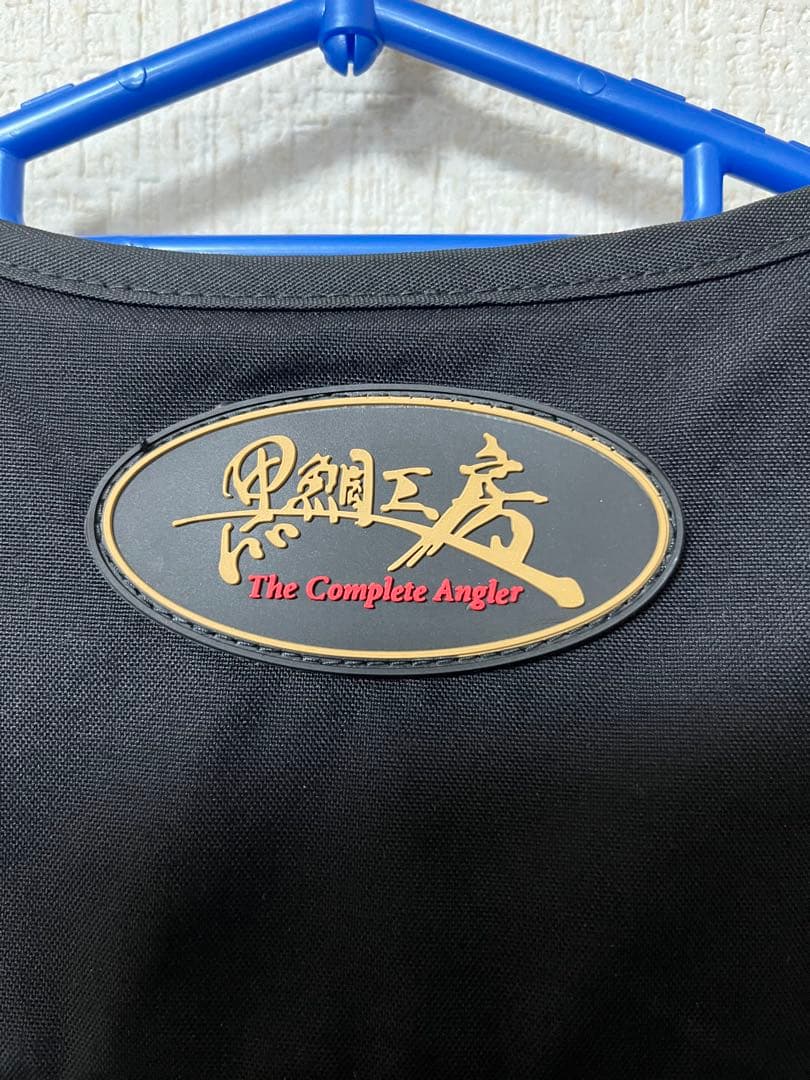 黒鯛工房
The Complete Angler